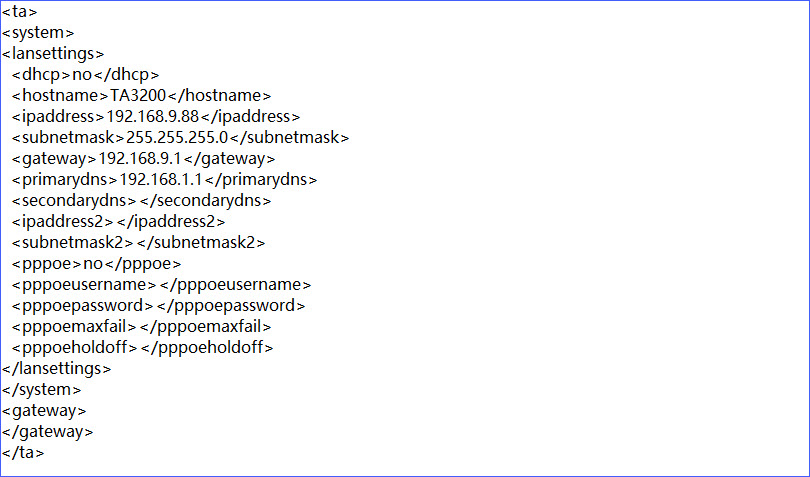 <ta>
<system>
<lansettings>
<dhcp>no</dhcp>
<hostname>TA3200</hostname>
<ipaddress>192.168.9.88</ipaddress>
<subnetmask>255.255.255.0</subnetmask>
<gateway>192.168.9.1</gateway>
<primarydns>192.168.1.1</primarydns>
<secondarydns></secondarydns>
<ipaddress2></ipaddress2>
<subnetmask2></subnetmask2>
<pppoe>no</pppoe>
<pppoeusername></pppoeusername>
<pppoepassword></pppoepassword>
<pppoemaxfail></pppoemaxfail>
<pppoeholdoff></pppoeholdoff>
</lansettings>
</system>
<gateway>
</gateway>
</ta>